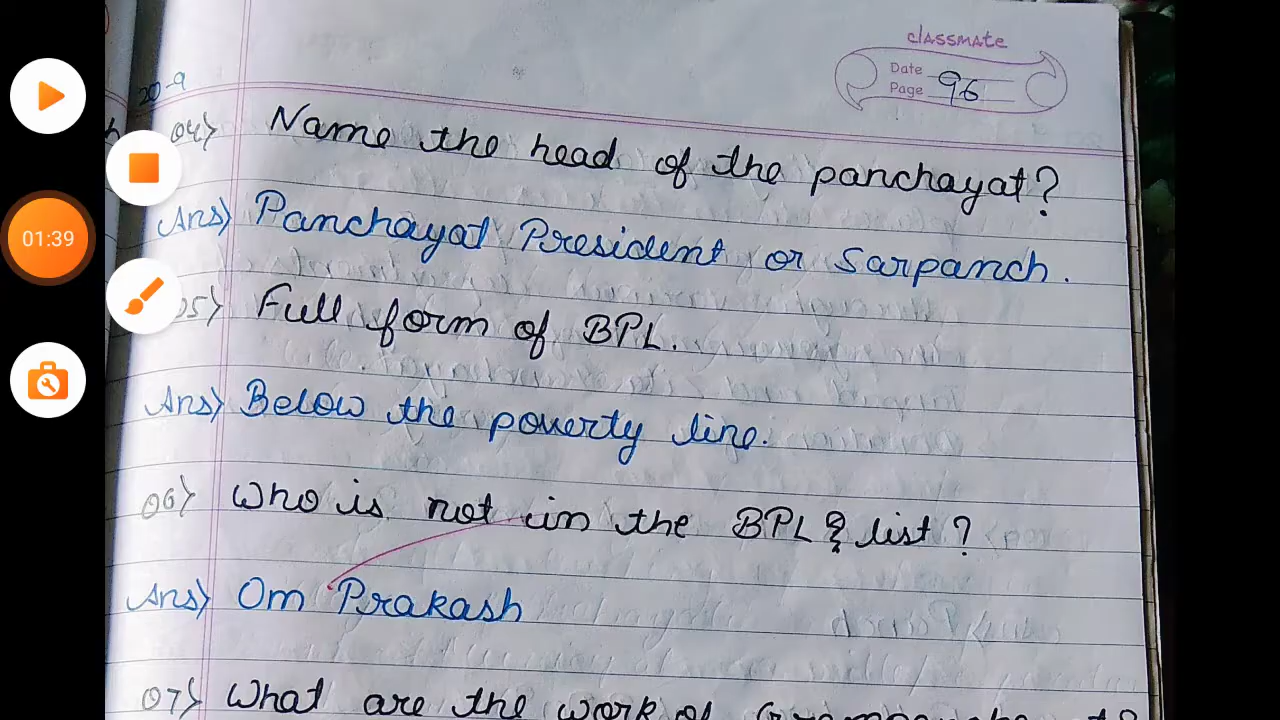 classmate
Date
Page 96
20-9
04) Name the head of the panchayat?
Ans) Panchayat President or Sarpanch.
05) Full form of BPL.
Ans) Below the poverty line.
06) Who is not in the BPL list?
Ans) Om Prakash
07) What are the work of
01:39